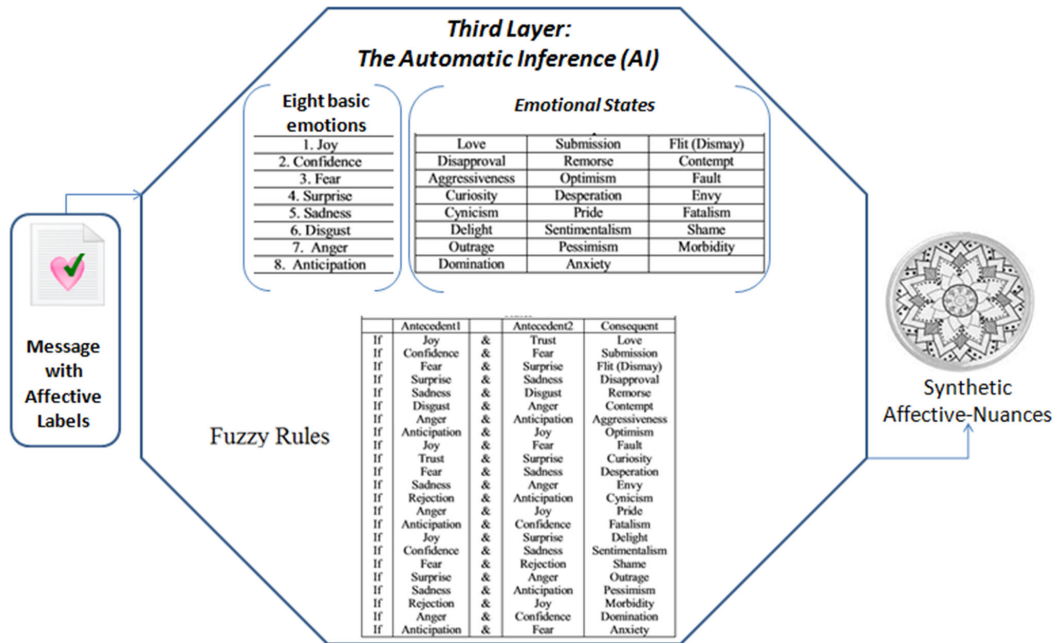 Third Layer:
The Automatic Inference (AI)
Eight basic
emotions
1. Joy
2. Confidence
3. Fear
4. Surprise
5. Sadness
6. Disgust
7. Anger
8. Anticipation
Emotional States
Love Submission Flit (Dismay)
Disapproval Remorse Contempt
Aggressiveness Optimism Fault
Curiosity Desperation Envy
Cynicism Pride Fatalism
Delight Sentimentalism Shame
Outrage Pessimism Morbidity
Domination Anxiety
Message
with
Affective
Labels
Fuzzy Rules
Antecedent1 Antecedent2 Consequent
If Joy & Trust Love
If Confidence & Fear Submission
If Fear & Surprise Flit (Dismay)
If Surprise & Sadness Disapproval
If Sadness & Disgust Remorse
If Disgust & Anger Contempt
If Anger & Anticipation Aggressiveness
If Anticipation & Joy Optimism
If Joy & Fear Fault
If Trust & Surprise Curiosity
If Fear & Sadness Desperation
If Sadness & Anger Envy
If Rejection & Anticipation Cynicism
If Anger & Joy Pride
If Anticipation & Confidence Fatalism
If Joy & Surprise Delight
If Confidence & Sadness Sentimentalism
If Fear & Rejection Shame
If Surprise & Anger Outrage
If Sadness & Anticipation Pessimism
If Rejection & Joy Morbidity
If Anger & Confidence Domination
If Anticipation & Fear Anxiety
Synthetic
Affective-Nuances